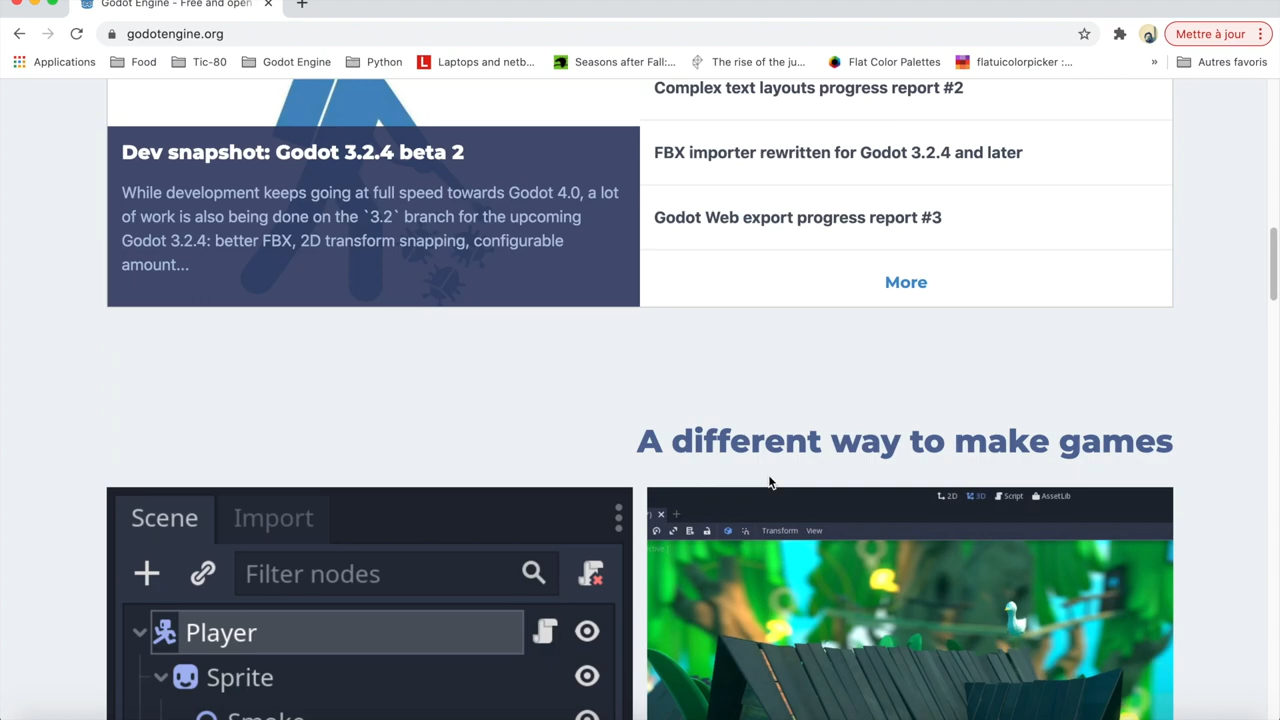 Godot Engine - Free and open
godotengine.org
Mettre à jour
Applications
Food
Tic-80
Godot Engine
Python
Laptops and netb...
Seasons after Fall:...
The rise of the ju...
Flat Color Palettes
flatuicolorpicker :...
»
Autres favoris
Complex text layouts progress report #2
Dev snapshot: Godot 3.2.4 beta 2
While development keeps going at full speed towards Godot 4.0, a lot
of work is also being done on the `3.2` branch for the upcoming
Godot 3.2.4: better FBX, 2D transform snapping, configurable
amount...
FBX importer rewritten for Godot 3.2.4 and later
Godot Web export progress report #3
More
A different way to make games
Scene
Import
Filter nodes
Player
Sprite
Smoke
2D
3D
Script
AssetLib
Transform
View